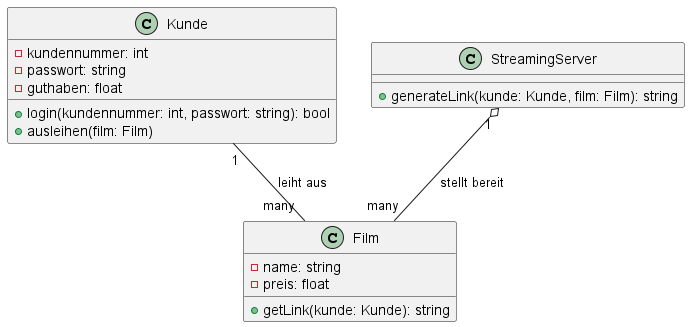 C Kunde
kundennummer: int
passwort: string
guthaben: float
login(kundennummer: int, passwort: string): bool
ausleihen(film: Film)
C StreamingServer
generateLink(kunde: Kunde, film: Film): string
1
leiht aus
many
1
stellt bereit
many
C Film
name: string
preis: float
getLink(kunde: Kunde): string